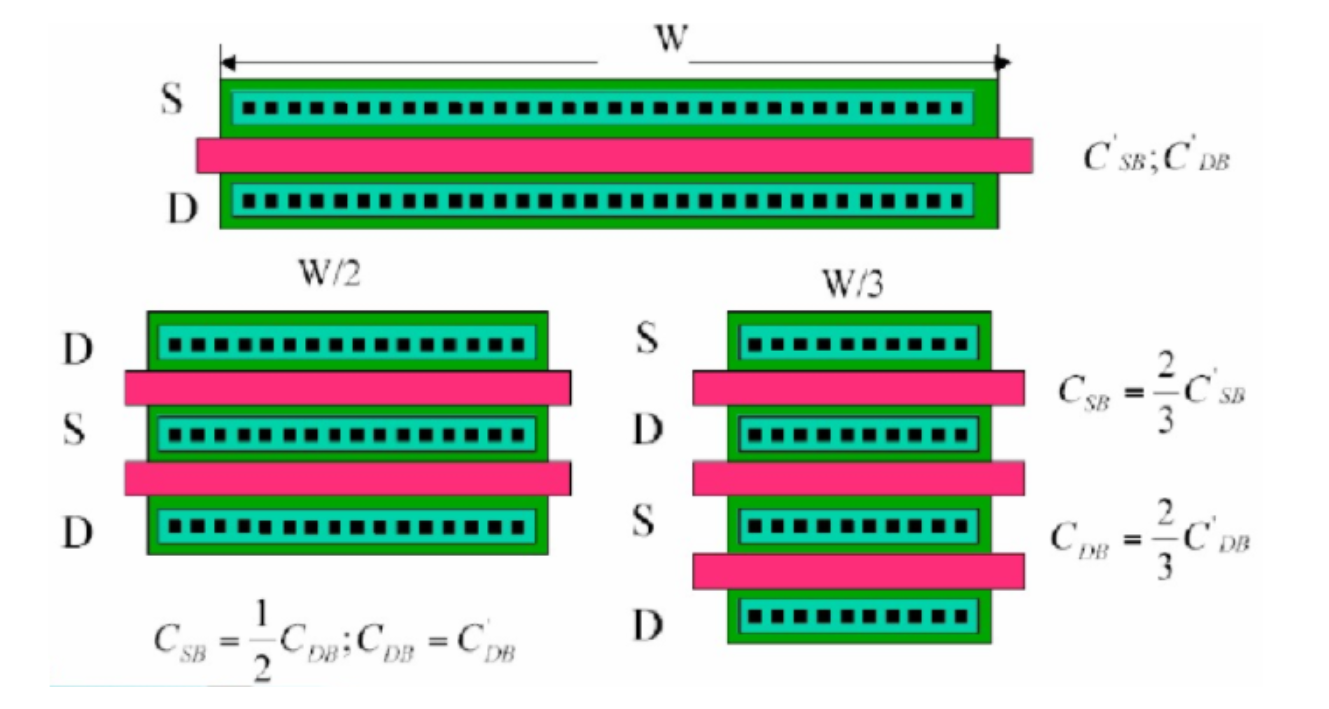 W
S
C'SB;C'DB
D
W/2
W/3
D
S
D
S
D
S
D
CSB = 2/3 C'SB
CDB = 2/3 C'DB
CSB = 1/2 CDB; CDB = C'DB